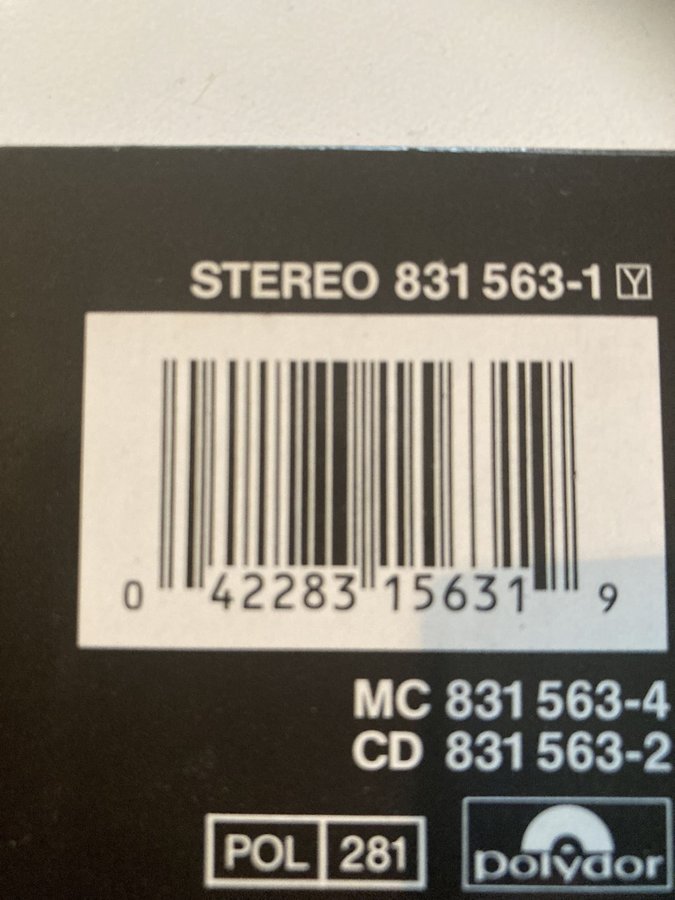 STEREO 831 563-1 Y
0 42283 15631 9
MC 831 563-4
CD 831 563-2
POL 281
polydor